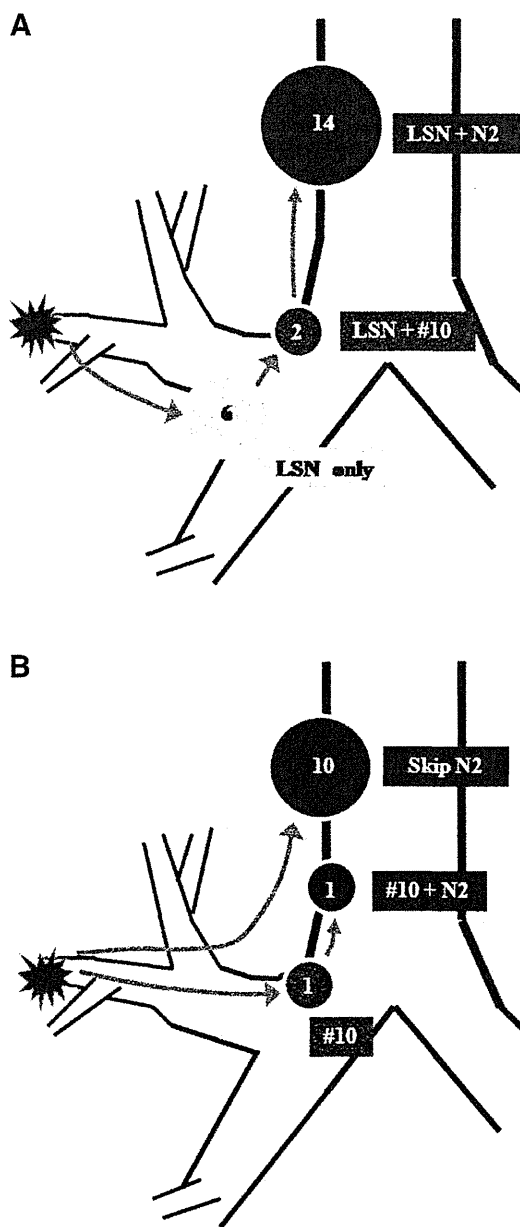 A
14
LSN + N2
2
LSN + #10
6
LSN only
B
10
Skip N2
1
#10 + N2
1
#10